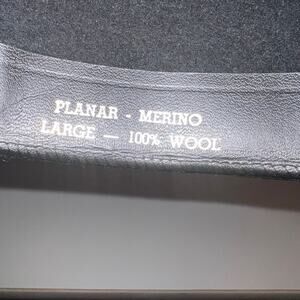 PLANAR - MERINO
LARGE — 100% WOOL